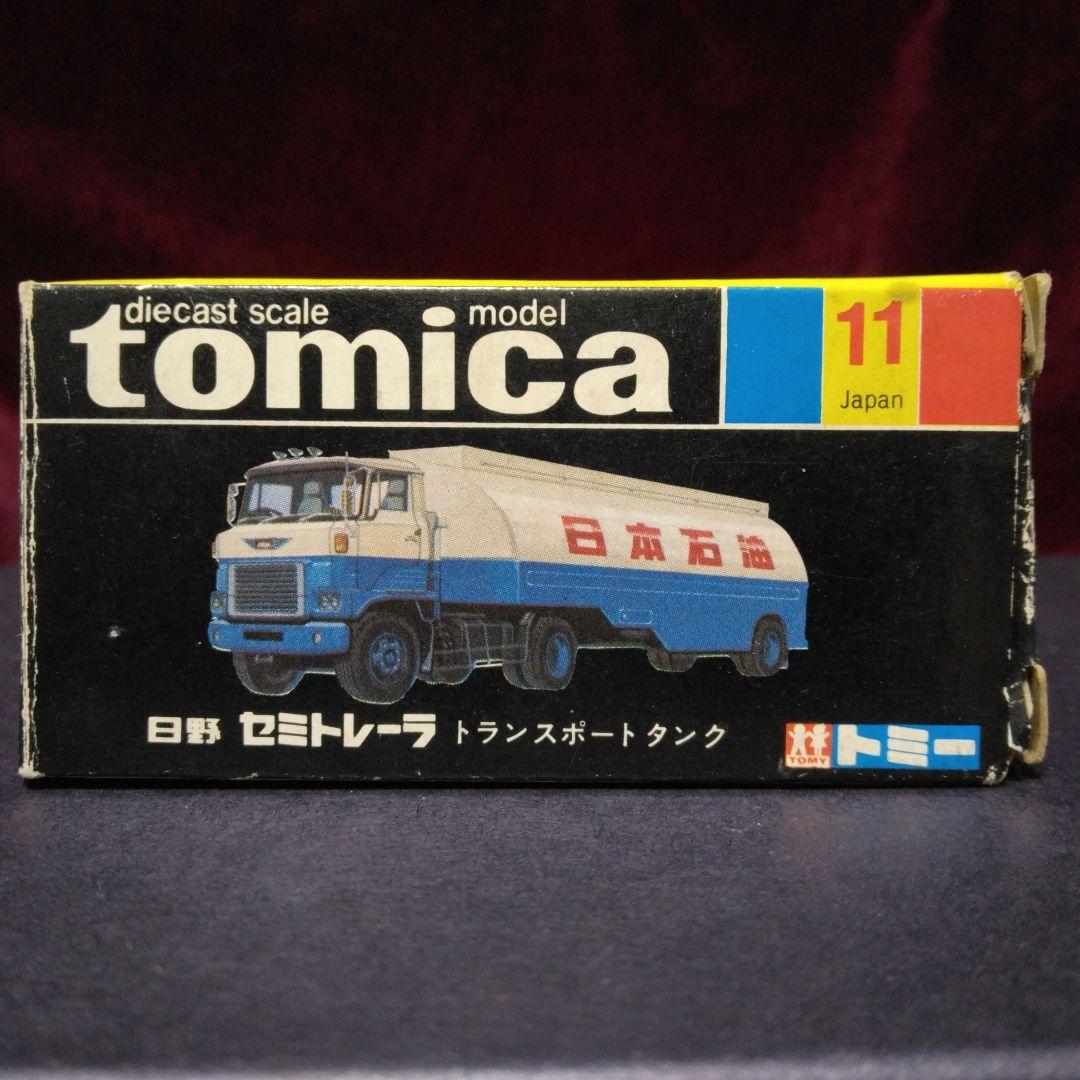 diecast scale model
tomica
11
Japan
日本石油
日野 セミトレーラ トランスポートタンク
TOMY
トミー